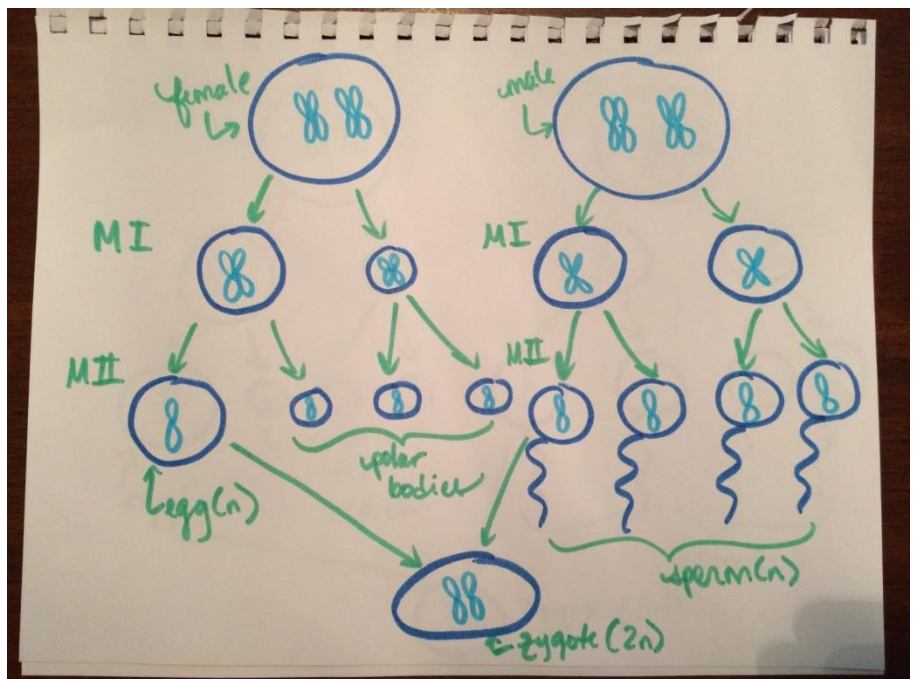 female
male
MI
MI
MII
MII
polar
bodies
egg(n)
sperm(n)
zygote (2n)